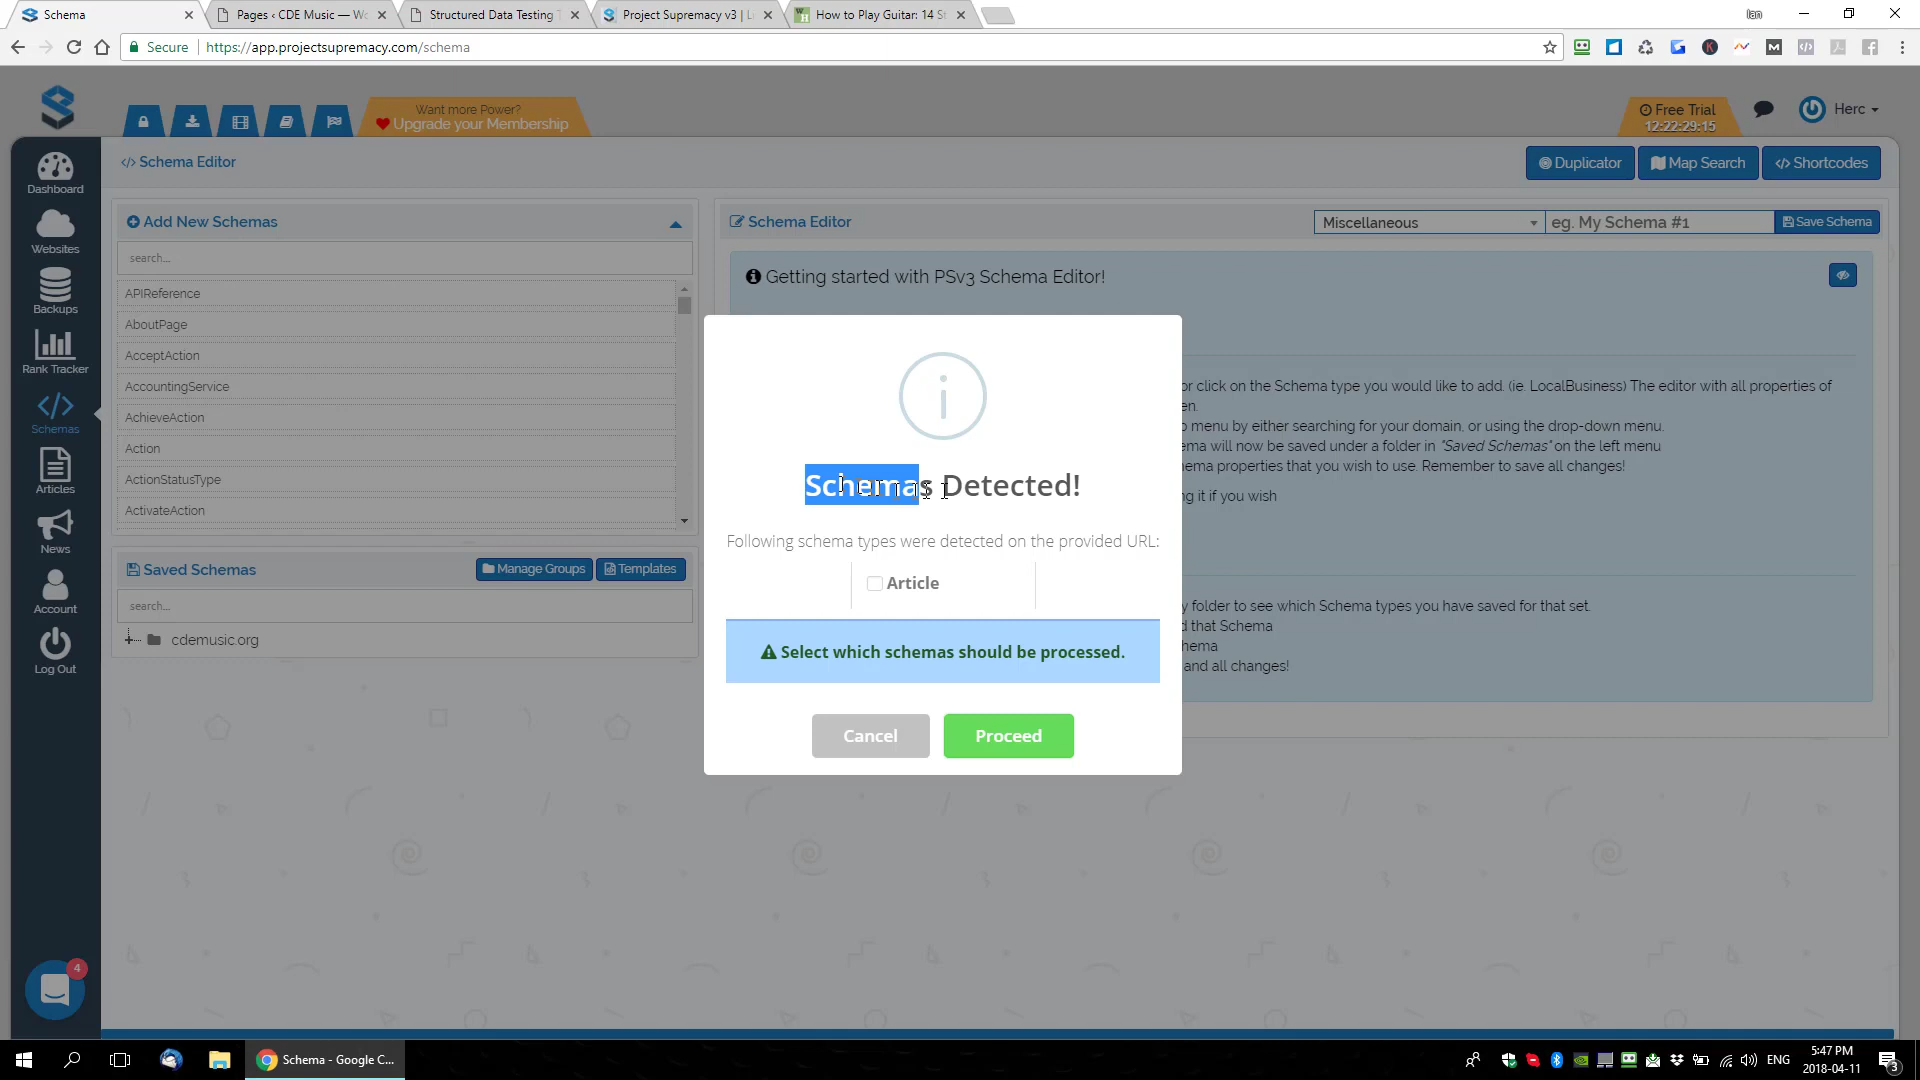 Schema
Pages ‹ CDE Music — Wo
Structured Data Testing T
Project Supremacy v3 | L
How to Play Guitar: 14 S
Ian
Secure
https://app.projectsupremacy.com/schema
Want more Power?
Upgrade your Membership
Free Trial
12:22:29:15
Herc
</> Schema Editor
Duplicator
Map Search
</> Shortcodes
Dashboard
Websites
Backups
Rank Tracker
Schemas
Articles
News
Account
Log Out
4
Add New Schemas
search...
APIReference
AboutPage
AcceptAction
AccountingService
AchieveAction
Action
ActionStatusType
ActivateAction
Saved Schemas
Manage Groups
Templates
search...
cdemusic.org
Schema Editor
Miscellaneous
eg. My Schema #1
Save Schema
Getting started with PSv3 Schema Editor!
or click on the Schema type you would like to add. (ie. LocalBusiness) The editor with all properties of
en.
o menu by either searching for your domain, or using the drop-down menu.
ema will now be saved under a folder in "Saved Schemas" on the left menu
hema properties that you wish to use. Remember to save all changes!
ng it if you wish
y folder to see which Schema types you have saved for that set.
d that Schema
hema
and all changes!
Schemas Detected!
Following schema types were detected on the provided URL:
Article
Select which schemas should be processed.
Cancel
Proceed
Schema - Google C...
ENG
5:47 PM
2018-04-11
3